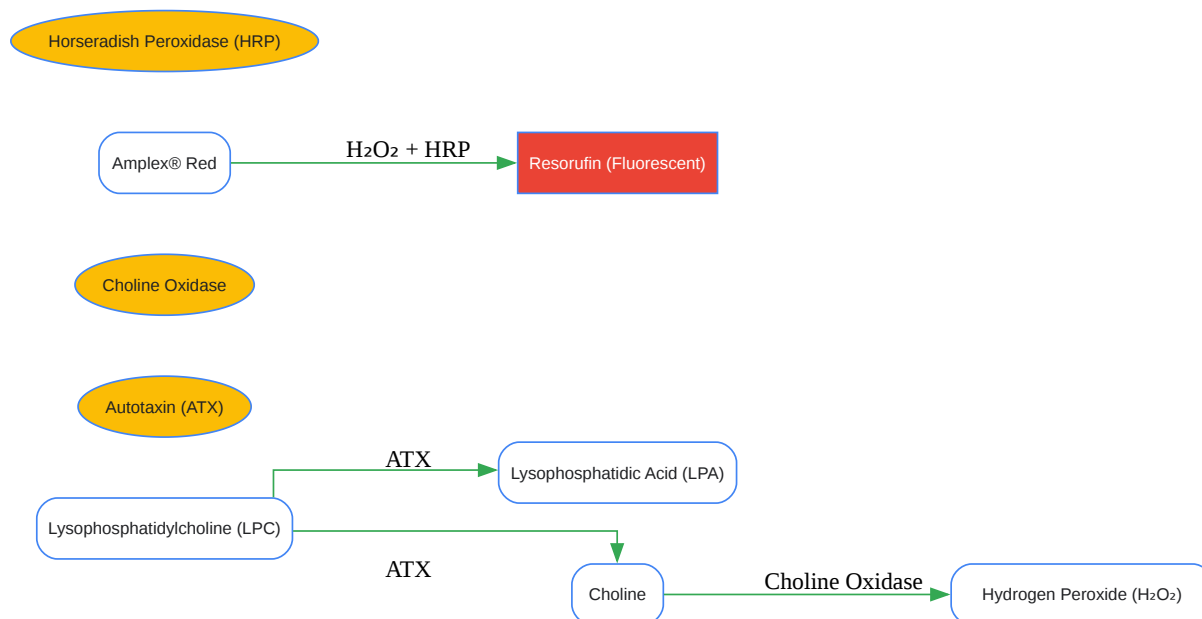 Horseradish Peroxidase (HRP)
H₂O₂ + HRP
Amplex® Red
Resorufin (Fluorescent)
Choline Oxidase
Autotaxin (ATX)
ATX
Lysophosphatidic Acid (LPA)
Lysophosphatidylcholine (LPC)
ATX
Choline Oxidase
Choline
Hydrogen Peroxide (H₂O₂)